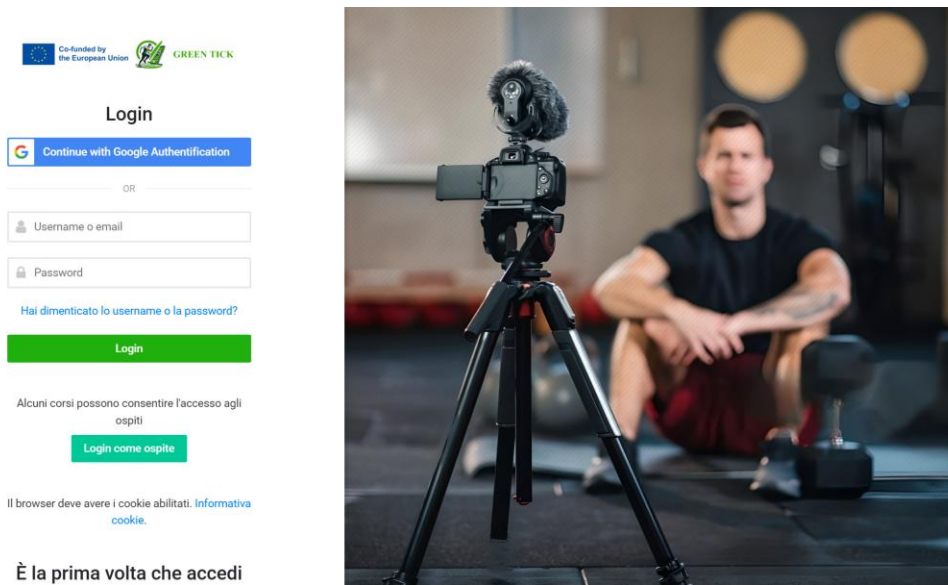 Co-funded by
the European Union
GREEN TICK
Login
Continue with Google Authentification
OR
Username o email
Password
Hai dimenticato lo username o la password?
Login
Alcuni corsi possono consentire l'accesso agli
ospiti
Login come ospite
Il browser deve avere i cookie abilitati. Informativa
cookie.
È la prima volta che accedi